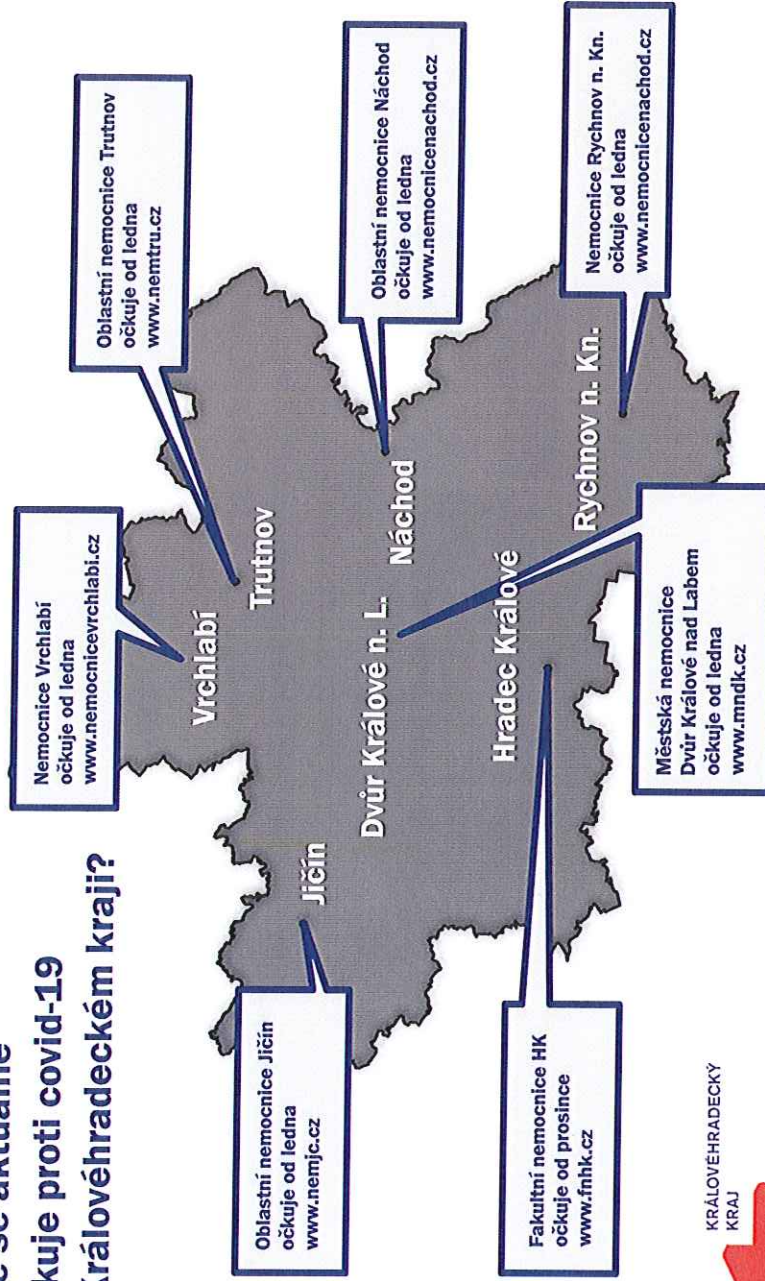 se aktuálně
kuje proti covid-19
Královéhradeckém kraji?
Nemocnice Vrchlabí
očkuje od ledna
www.nemocnicevrchlabi.cz
Oblastní nemocnice Trutnov
očkuje od ledna
www.nemtru.cz
Oblastní nemocnice Jičín
očkuje od ledna
www.nemjc.cz
Vrchlabí
Trutnov
Jičín
Dvůr Králové n. L.
Náchod
Hradec Králové
Rychnov n. Kn.
Oblastní nemocnice Náchod
očkuje od ledna
www.nemocnicenachod.cz
Fakultní nemocnice HK
očkuje od prosince
www.fnhk.cz
Městská nemocnice
Dvůr Králové nad Labem
očkuje od ledna
www.mndk.cz
Nemocnice Rychnov n. Kn.
očkuje od ledna
www.nemocnicenachod.cz
KRÁLOVÉHRADECKÝ
KRAJ